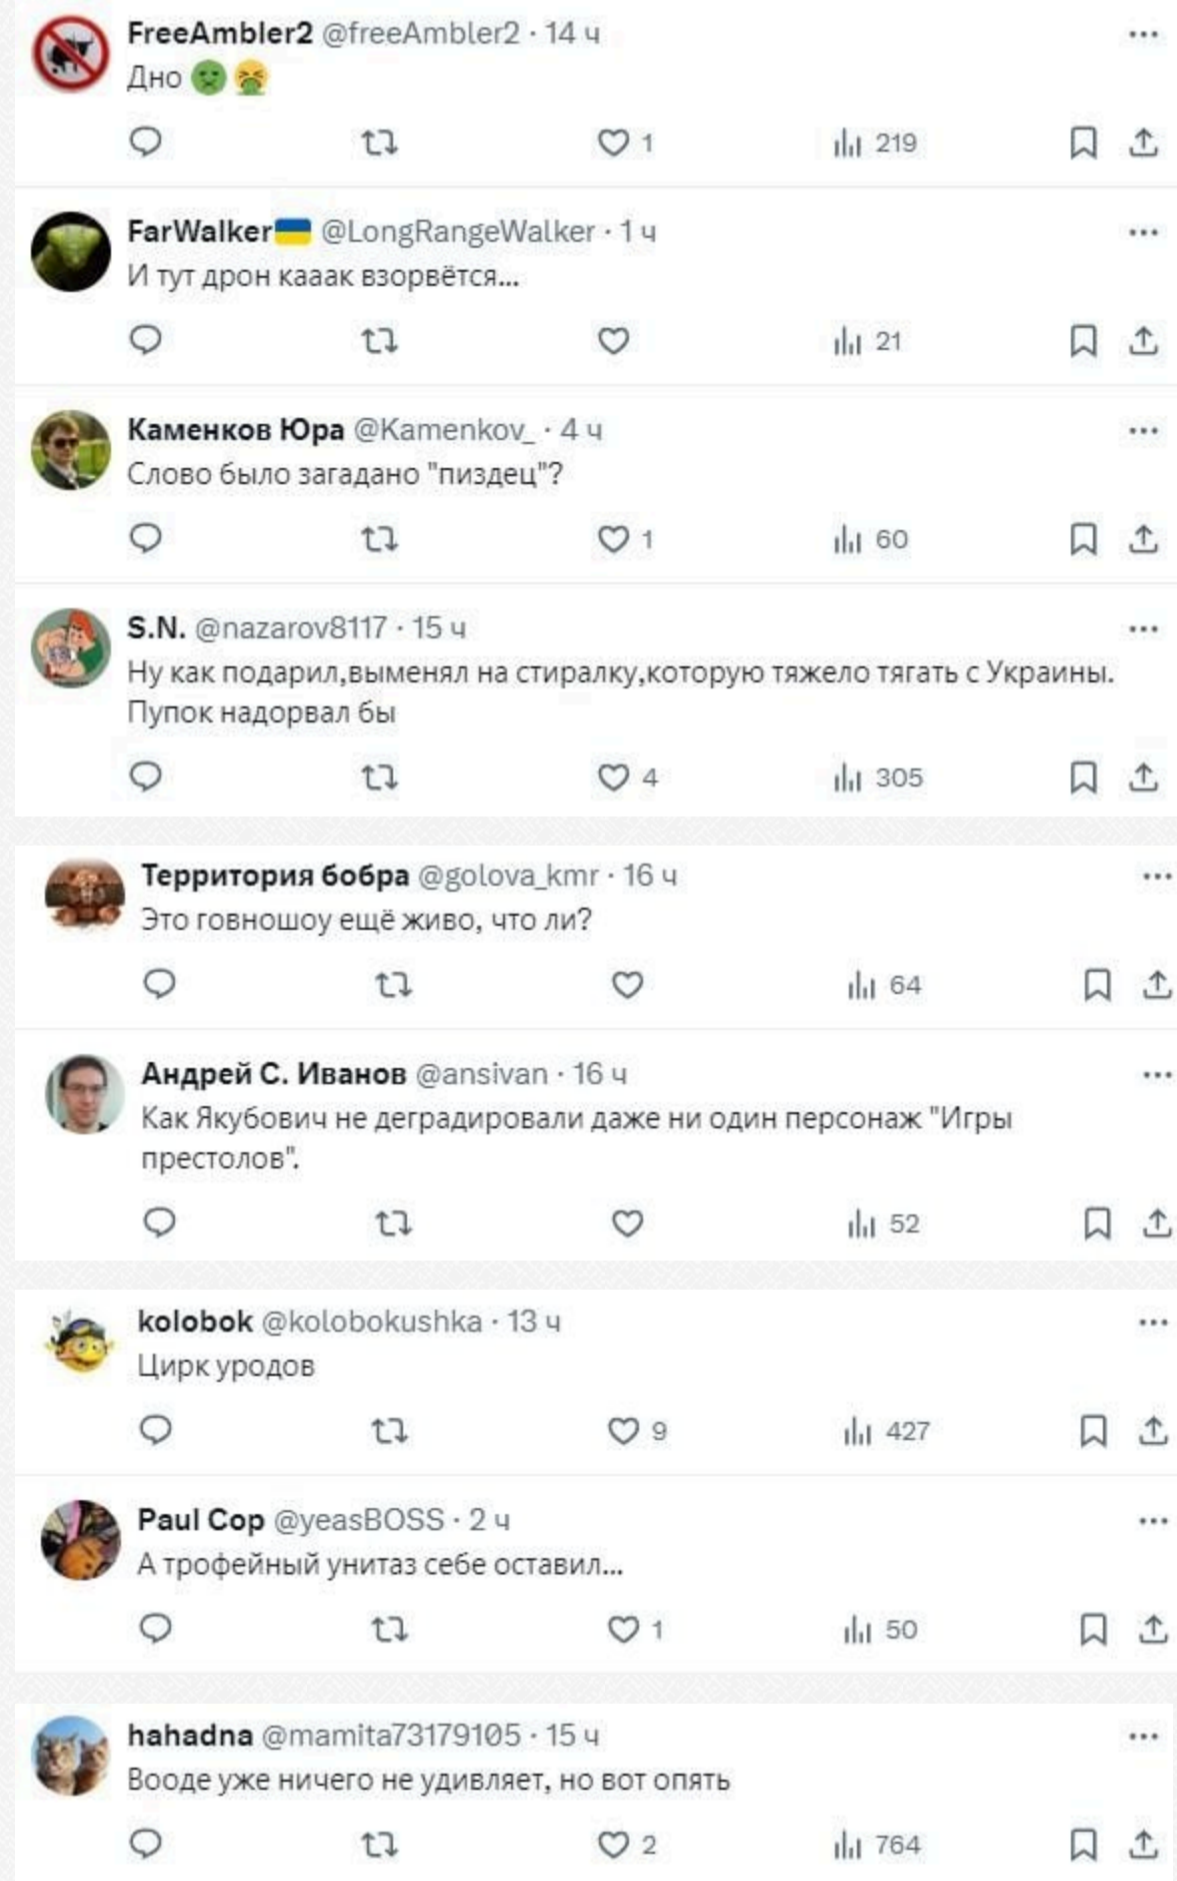 FreeAmbler2 @freeAmbler2 · 14 ч
Дно 🤢🤮
1 219
FarWalker🇺🇦 @LongRangeWalker · 1 ч
И тут дрон кааак взорвётся...
21
Каменков Юра @Kamenkov_ · 4 ч
Слово было загадано "пиздец"?
1 60
S.N. @nazarov8117 · 15 ч
Ну как подарил,выменял на стиралку,которую тяжело тягать с Украины.
Пупок надорвал бы
4 305
Территория бобра @golova_kmr · 16 ч
Это говношоу ещё живо, что ли?
64
Андрей С. Иванов @ansivan · 16 ч
Как Якубович не деградировали даже ни один персонаж "Игры
престолов".
52
kolobok @kolobokushka · 13 ч
Цирк уродов
9 427
Paul Cop @yeasBOSS · 2 ч
А трофейный унитаз себе оставил...
1 50
hahadna @mamita73179105 · 15 ч
Вооде уже ничего не удивляет, но вот опять
2 764